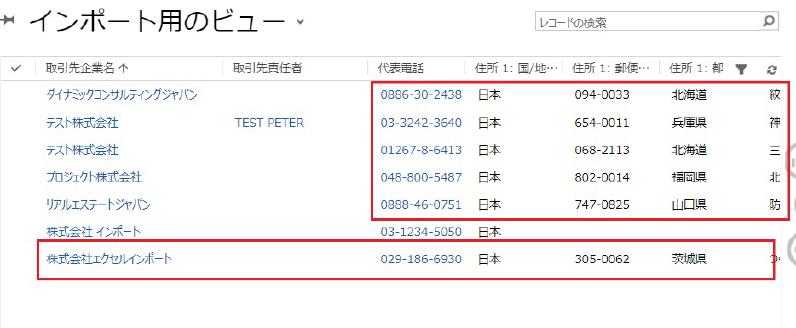 インポート用のビュー
レコードの検索
取引先企業名 取引先責任者 代表電話 住所 1: 国/地… 住所 1: 郵便… 住所 1: 都
ダイナミックコンサルティングジャパン 0886-30-2438 日本 094-0033 北海道 紋
テスト株式会社 TEST PETER 03-3242-3640 日本 654-0011 兵庫県 神
テスト株式会社 01267-8-6413 日本 068-2113 北海道 三
プロジェクト株式会社 048-800-5487 日本 802-0014 福岡県 北
リアルエステートジャパン 0888-46-0751 日本 747-0825 山口県 防
株式会社 インポート 03-1234-5050 日本
株式会社エクセルインポート 029-186-6930 日本 305-0062 茨城県